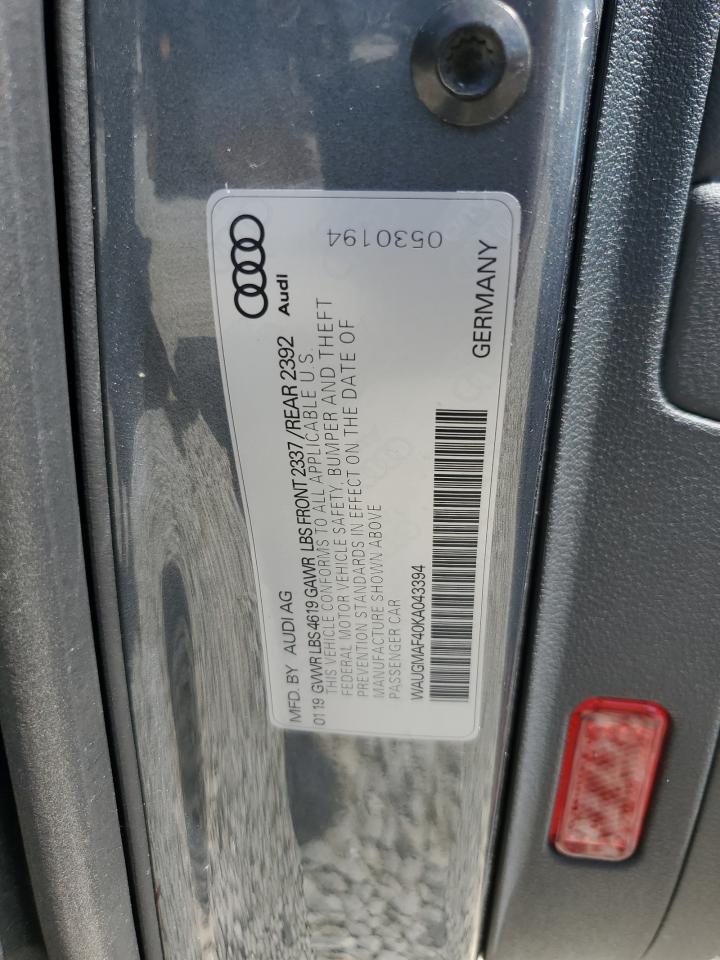 MFD. BY AUDI AG
Audi
01 19 GVWR LBS 4619 GAWR LBS FRONT 2337/REAR 2392
THIS VEHICLE CONFORMS TO ALL APPLICABLE U.S.
FEDERAL MOTOR VEHICLE SAFETY, BUMPER AND THEFT
PREVENTION STANDARDS IN EFFECT ON THE DATE OF
MANUFACTURE SHOWN ABOVE
PASSENGER CAR
WAUGMAF40KA043394
GERMANY
0530194